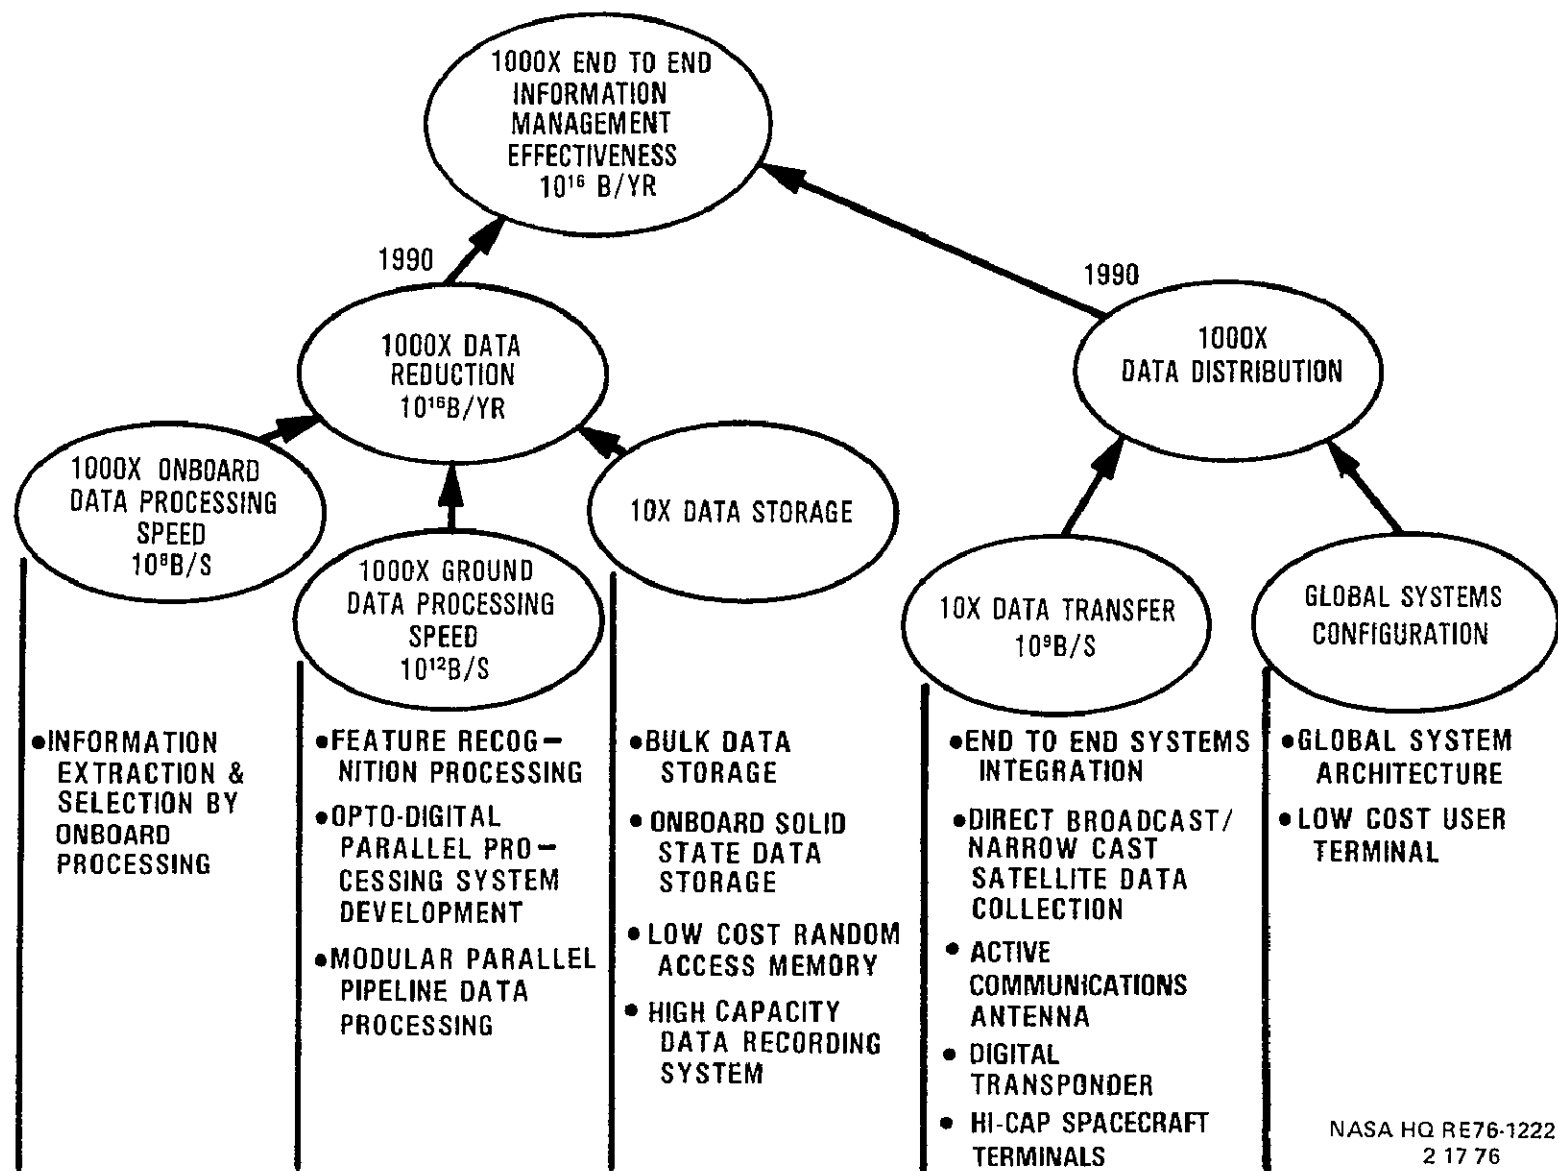 1000X END TO END
INFORMATION
MANAGEMENT
EFFECTIVENESS
10¹⁶ B/YR
1990
1990
1000X DATA
REDUCTION
10¹⁶B/YR
1000X
DATA DISTRIBUTION
1000X ONBOARD
DATA PROCESSING
SPEED
10⁸B/S
1000X GROUND
DATA PROCESSING
SPEED
10¹²B/S
10X DATA STORAGE
10X DATA TRANSFER
10⁹B/S
GLOBAL SYSTEMS
CONFIGURATION
•INFORMATION
EXTRACTION &
SELECTION BY
ONBOARD
PROCESSING
•FEATURE RECOG–
NITION PROCESSING
•OPTO-DIGITAL
PARALLEL PRO–
CESSING SYSTEM
DEVELOPMENT
•MODULAR PARALLEL
PIPELINE DATA
PROCESSING
•BULK DATA
STORAGE
• ONBOARD SOLID
STATE DATA
STORAGE
• LOW COST RANDOM
ACCESS MEMORY
• HIGH CAPACITY
DATA RECORDING
SYSTEM
•END TO END SYSTEMS
INTEGRATION
•DIRECT BROADCAST/
NARROW CAST
SATELLITE DATA
COLLECTION
• ACTIVE
COMMUNICATIONS
ANTENNA
• DIGITAL
TRANSPONDER
• HI-CAP SPACECRAFT
TERMINALS
•GLOBAL SYSTEM
ARCHITECTURE
• LOW COST USER
TERMINAL
NASA HQ RE76-1222
2 17 76